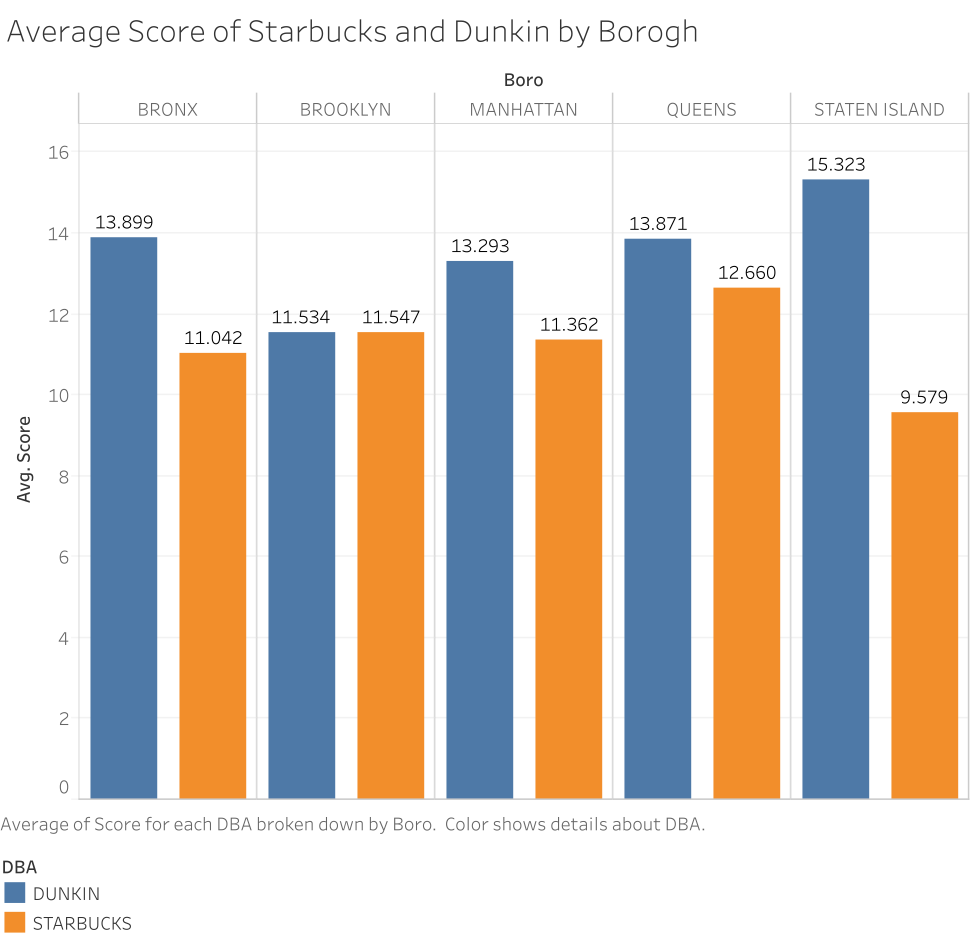 Average Score of Starbucks and Dunkin by Borogh
Boro
BRONX BROOKLYN MANHATTAN QUEENS STATEN ISLAND
16
15.323
14
13.899
13.871
13.293
12.660
12
11.534 11.547
11.362
11.042
10
9.579
Avg. Score
8
6
4
2
0
Average of Score for each DBA broken down by Boro. Color shows details about DBA.
DBA
DUNKIN
STARBUCKS